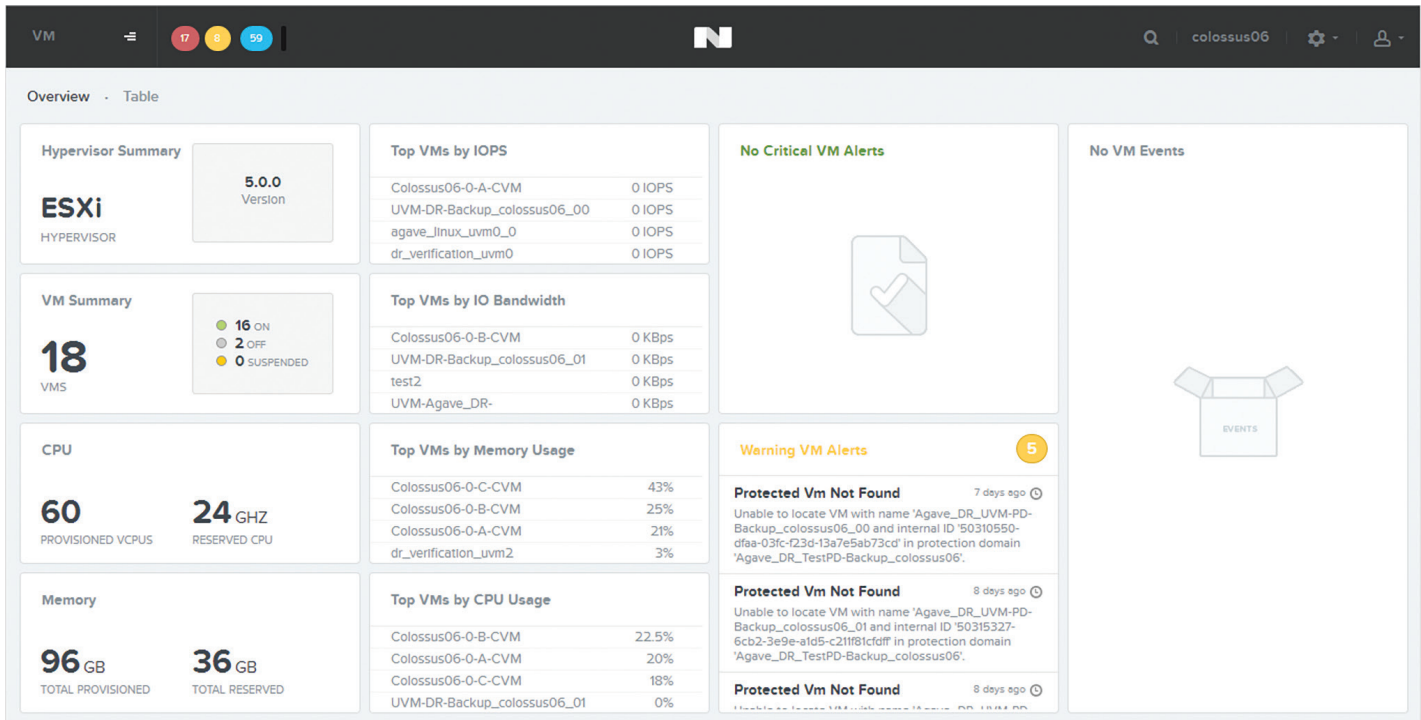 VM
17
8
59
colossus06
Overview · Table
Hypervisor Summary
ESXi
HYPERVISOR
5.0.0
Version
VM Summary
18
VMS
16 ON
2 OFF
0 SUSPENDED
CPU
60
PROVISIONED VCPUS
24 GHZ
RESERVED CPU
Memory
96 GB
TOTAL PROVISIONED
36 GB
TOTAL RESERVED
Top VMs by IOPS
Colossus06-0-A-CVM 0 IOPS
UVM-DR-Backup_colossus06_00 0 IOPS
agave_linux_uvm0_0 0 IOPS
dr_verification_uvm0 0 IOPS
Top VMs by IO Bandwidth
Colossus06-0-B-CVM 0 KBps
UVM-DR-Backup_colossus06_01 0 KBps
test2 0 KBps
UVM-Agave_DR- 0 KBps
Top VMs by Memory Usage
Colossus06-0-C-CVM 43%
Colossus06-0-B-CVM 25%
Colossus06-0-A-CVM 21%
dr_verification_uvm2 3%
Top VMs by CPU Usage
Colossus06-0-B-CVM 22.5%
Colossus06-0-A-CVM 20%
Colossus06-0-C-CVM 18%
UVM-DR-Backup_colossus06_01 0%
No Critical VM Alerts
Warning VM Alerts 5
Protected Vm Not Found 7 days ago
Unable to locate VM with name 'Agave_DR_UVM-PD-
Backup_colossus06_00 and internal ID '50310550-
dfaa-03fc-f23d-13a7e5ab73cd' in protection domain
'Agave_DR_TestPD-Backup_colossus06'.
Protected Vm Not Found 8 days ago
Unable to locate VM with name 'Agave_DR_UVM-PD-
Backup_colossus06_01 and internal ID '50315327-
6cb2-3e9e-a1d5-c211f81cfdff' in protection domain
'Agave_DR_TestPD-Backup_colossus06'.
Protected Vm Not Found 8 days ago
No VM Events
EVENTS